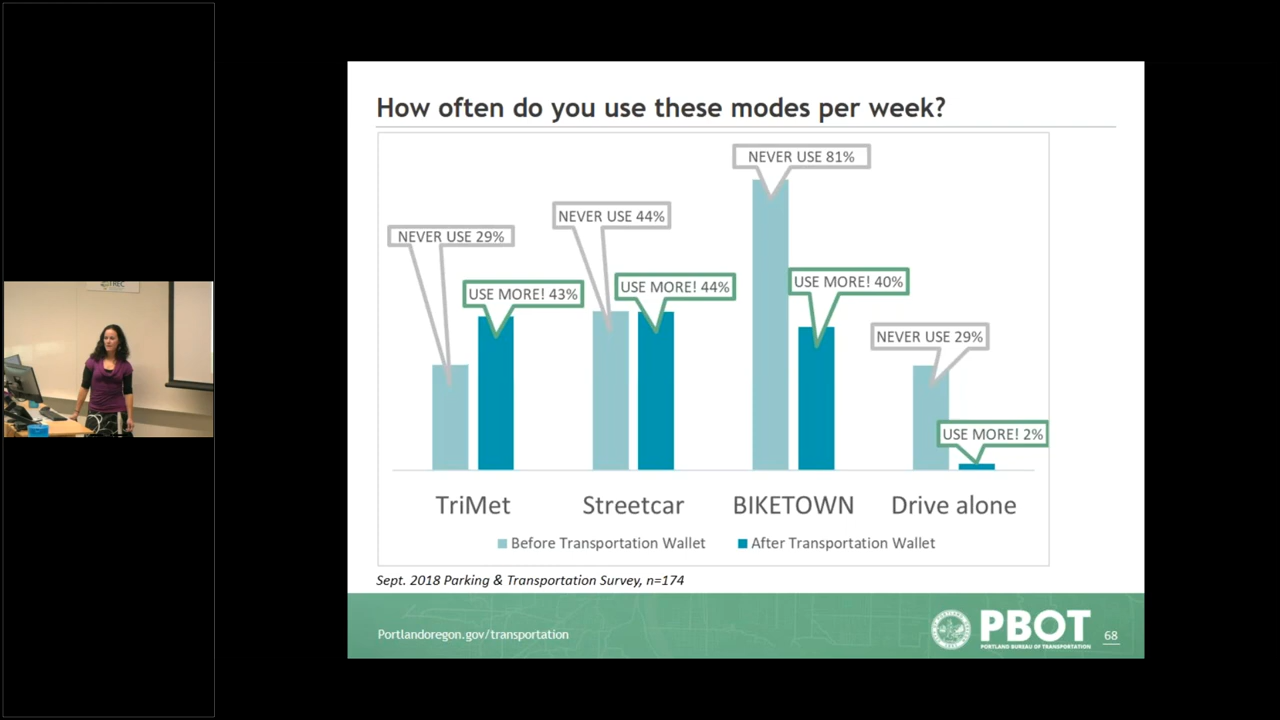 How often do you use these modes per week?
NEVER USE 81%
NEVER USE 44%
NEVER USE 29%
USE MORE! 43%
USE MORE! 44%
USE MORE! 40%
NEVER USE 29%
USE MORE! 2%
TriMet
Streetcar
BIKETOWN
Drive alone
Before Transportation Wallet
After Transportation Wallet
Sept. 2018 Parking & Transportation Survey, n=174
Portlandoregon.gov/transportation
PBOT
PORTLAND BUREAU OF TRANSPORTATION
68
TREC